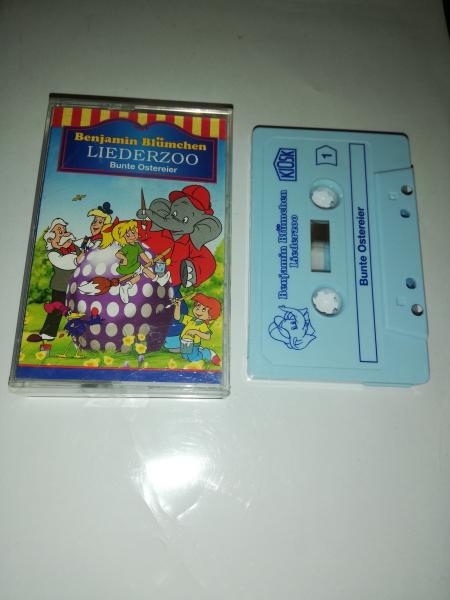 Benjamin Blümchen
LIEDERZOO
Bunte Ostereier
KIOSK
1
Benjamin Blümchen
Liederzoo
Bunte Ostereier